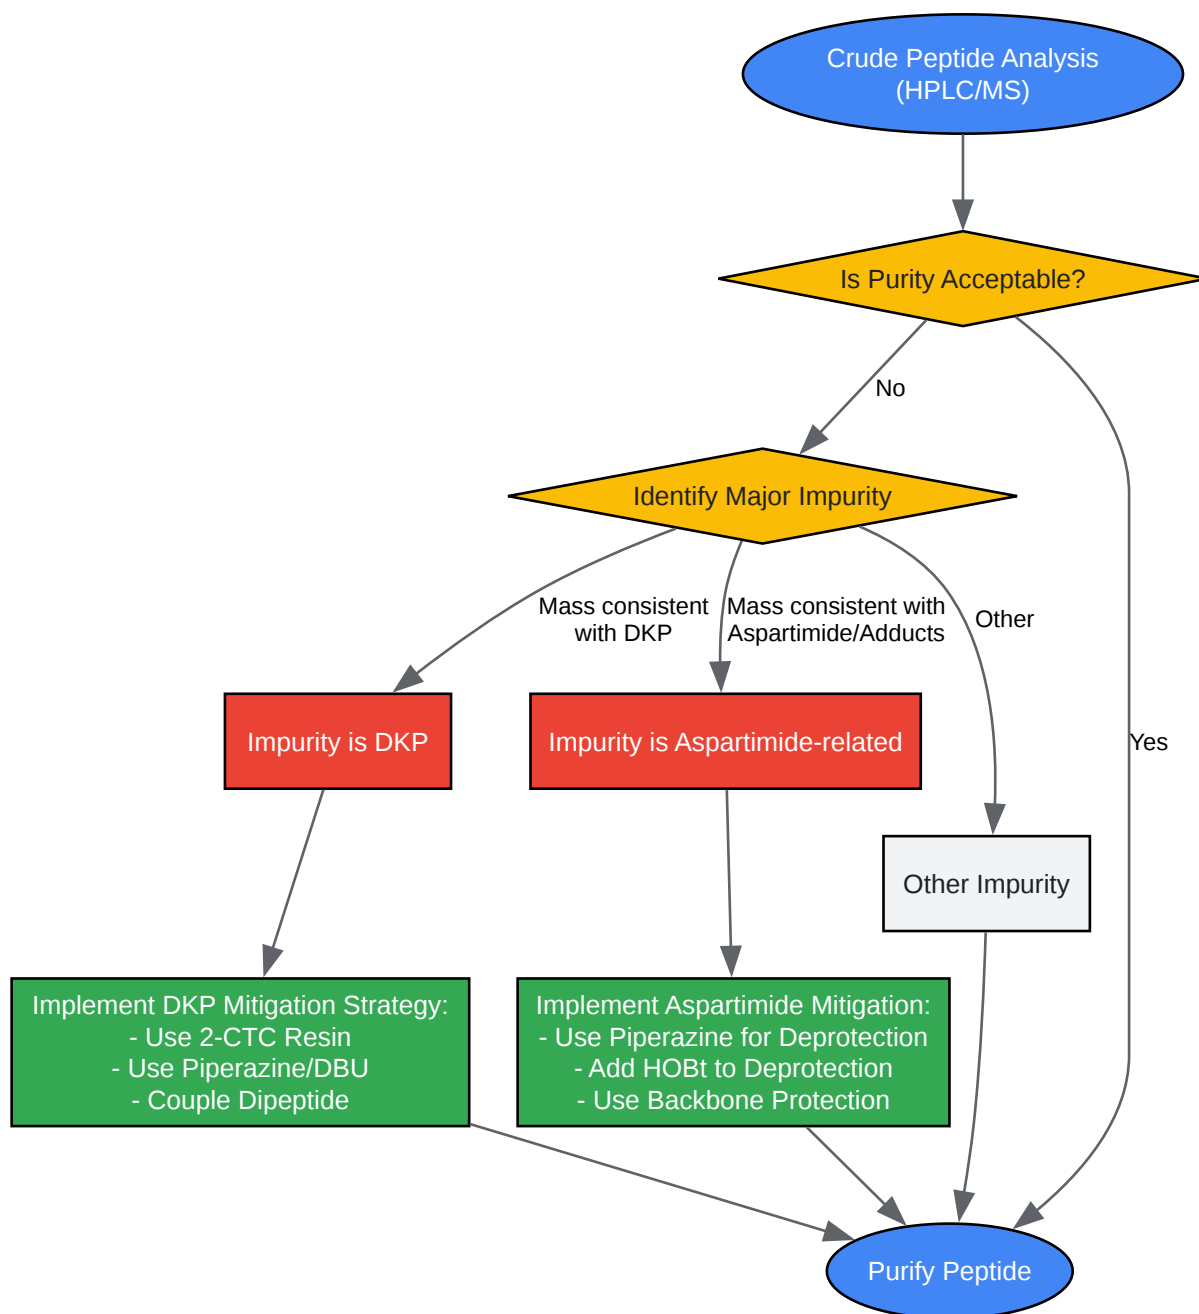 Crude Peptide Analysis
(HPLC/MS)
Is Purity Acceptable?
No
Identify Major Impurity
Mass consistent
with DKP
Mass consistent with
Aspartimide/Adducts
Other
Impurity is DKP
Impurity is Aspartimide-related
Yes
Other Impurity
Implement DKP Mitigation Strategy:
- Use 2-CTC Resin
- Use Piperazine/DBU
- Couple Dipeptide
Implement Aspartimide Mitigation:
- Use Piperazine for Deprotection
- Add HOBt to Deprotection
- Use Backbone Protection
Purify Peptide